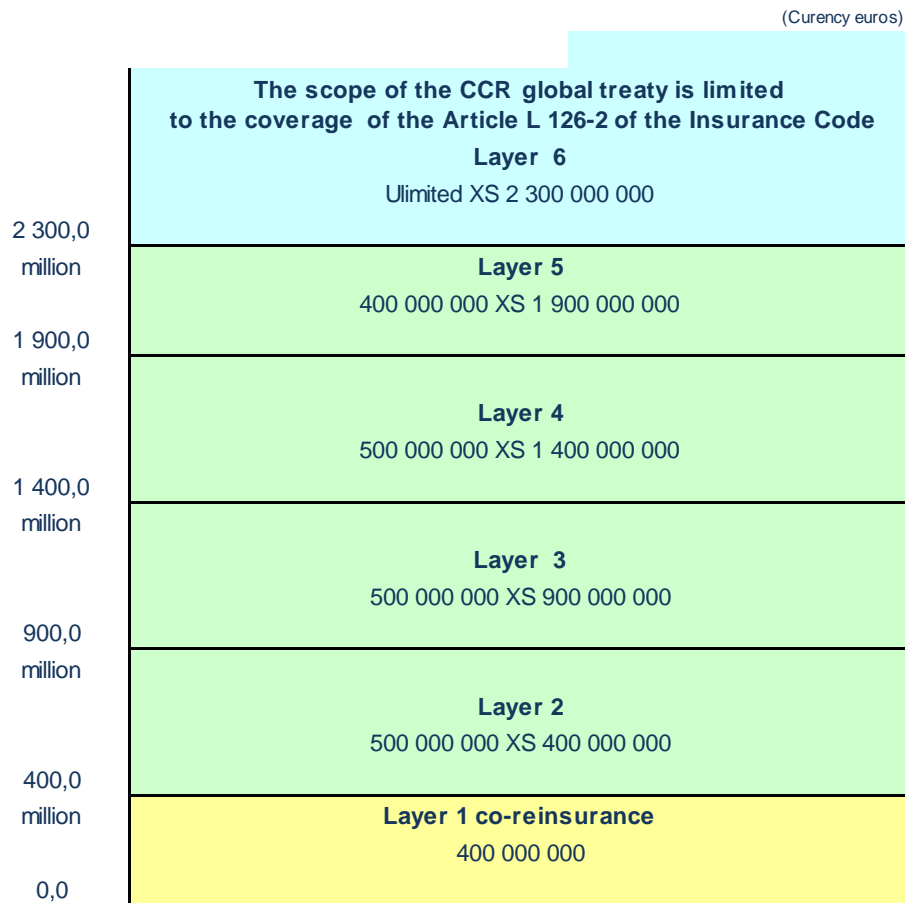 (Curency euros)
The scope of the CCR global treaty is limited
to the coverage of the Article L 126-2 of the Insurance Code
Layer 6
Ulimited XS 2 300 000 000
2 300,0
million
Layer 5
400 000 000 XS 1 900 000 000
1 900,0
million
Layer 4
500 000 000 XS 1 400 000 000
1 400,0
million
Layer 3
500 000 000 XS 900 000 000
900,0
million
Layer 2
500 000 000 XS 400 000 000
400,0
million
Layer 1 co-reinsurance
400 000 000
0,0